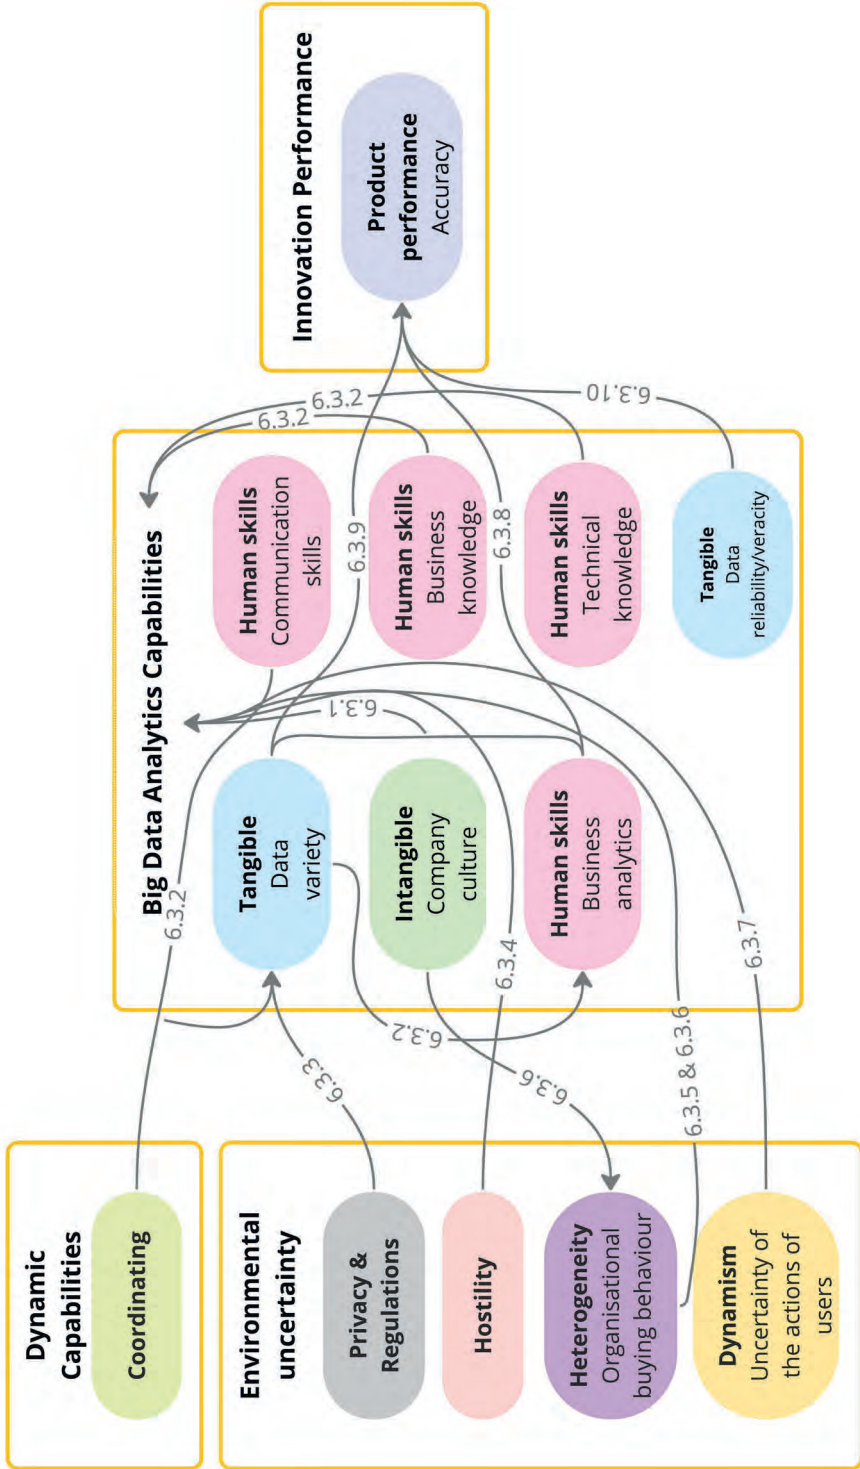 Dynamic
Capabilities
Coordinating
Environmental
uncertainty
Privacy &
Regulations
Hostility
Heterogeneity
Organisational
buying behaviour
Dynamism
Uncertainty of
the actions of
users
Big Data Analytics Capabilities
Tangible
Data
variety
Intangible
Company
culture
Human skills
Business
analytics
Human skills
Communication
skills
Human skills
Business
knowledge
Human skills
Technical
knowledge
Tangible
Data
reliability/veracity
Innovation Performance
Product
performance
Accuracy
6.3.2
6.3.3
6.3.2
6.3.6
6.3.4
6.3.5 & 6.3.6
6.3.7
6.3.1
6.3.9
6.3.8
6.3.2
6.3.2
6.3.10